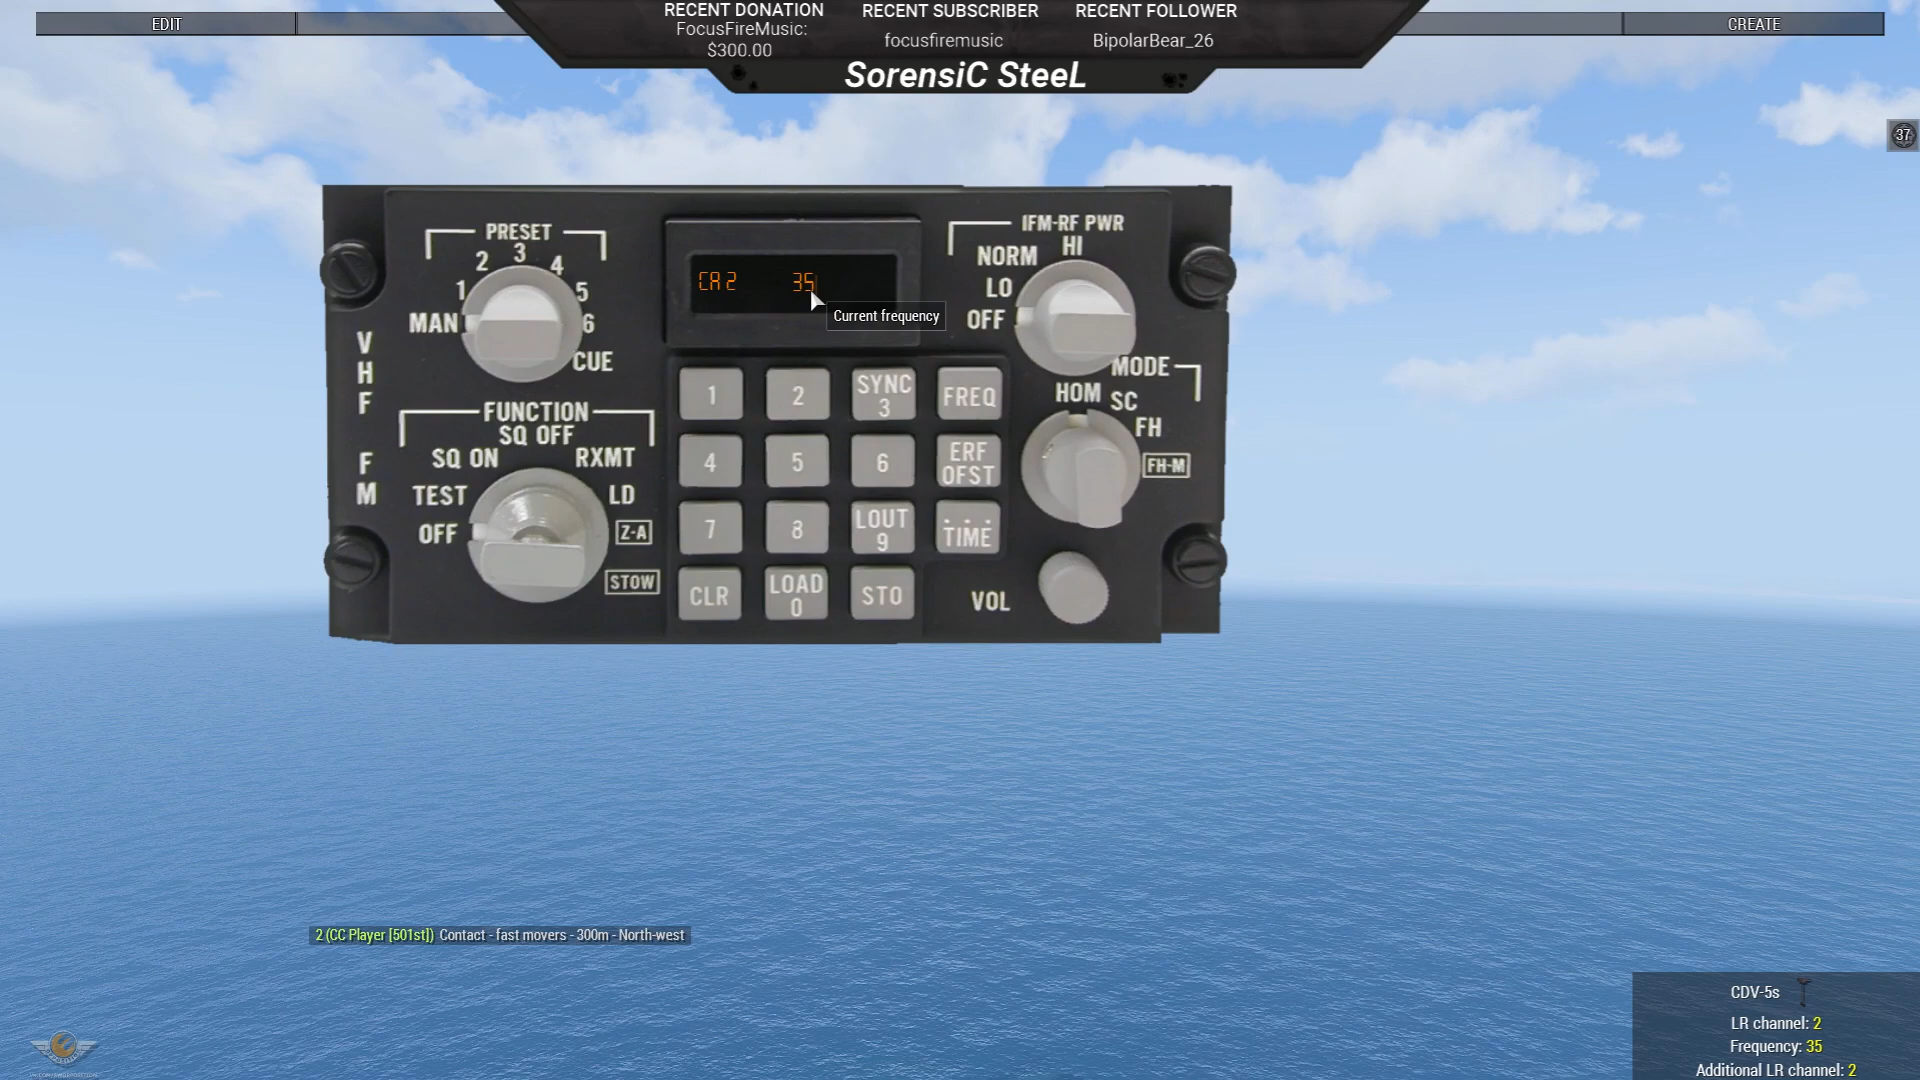 EDIT
RECENT DONATION
FocusFireMusic:
$300.00
RECENT SUBSCRIBER
focusfiremusic
RECENT FOLLOWER
BipolarBear_26
CREATE
SorensiC SteeL
37
PRESET
1
2
3
4
5
6
MAN
CUE
VHF
FM
CA2 35
Current frequency
IFM-RF PWR
NORM
HI
LO
OFF
MODE
HOM
SC
FH
FH-M
FUNCTION
SQ OFF
SQ ON
RXMT
TEST
LD
OFF
Z-A
STOW
1
2
SYNC
3
FREQ
4
5
6
ERF
OFST
7
8
LOUT
9
TIME
CLR
LOAD
0
STO
VOL
2 (CC Player [501st]) Contact - fast movers - 300m - North-west
CDV-5s
LR channel: 2
Frequency: 35
Additional LR channel: 2